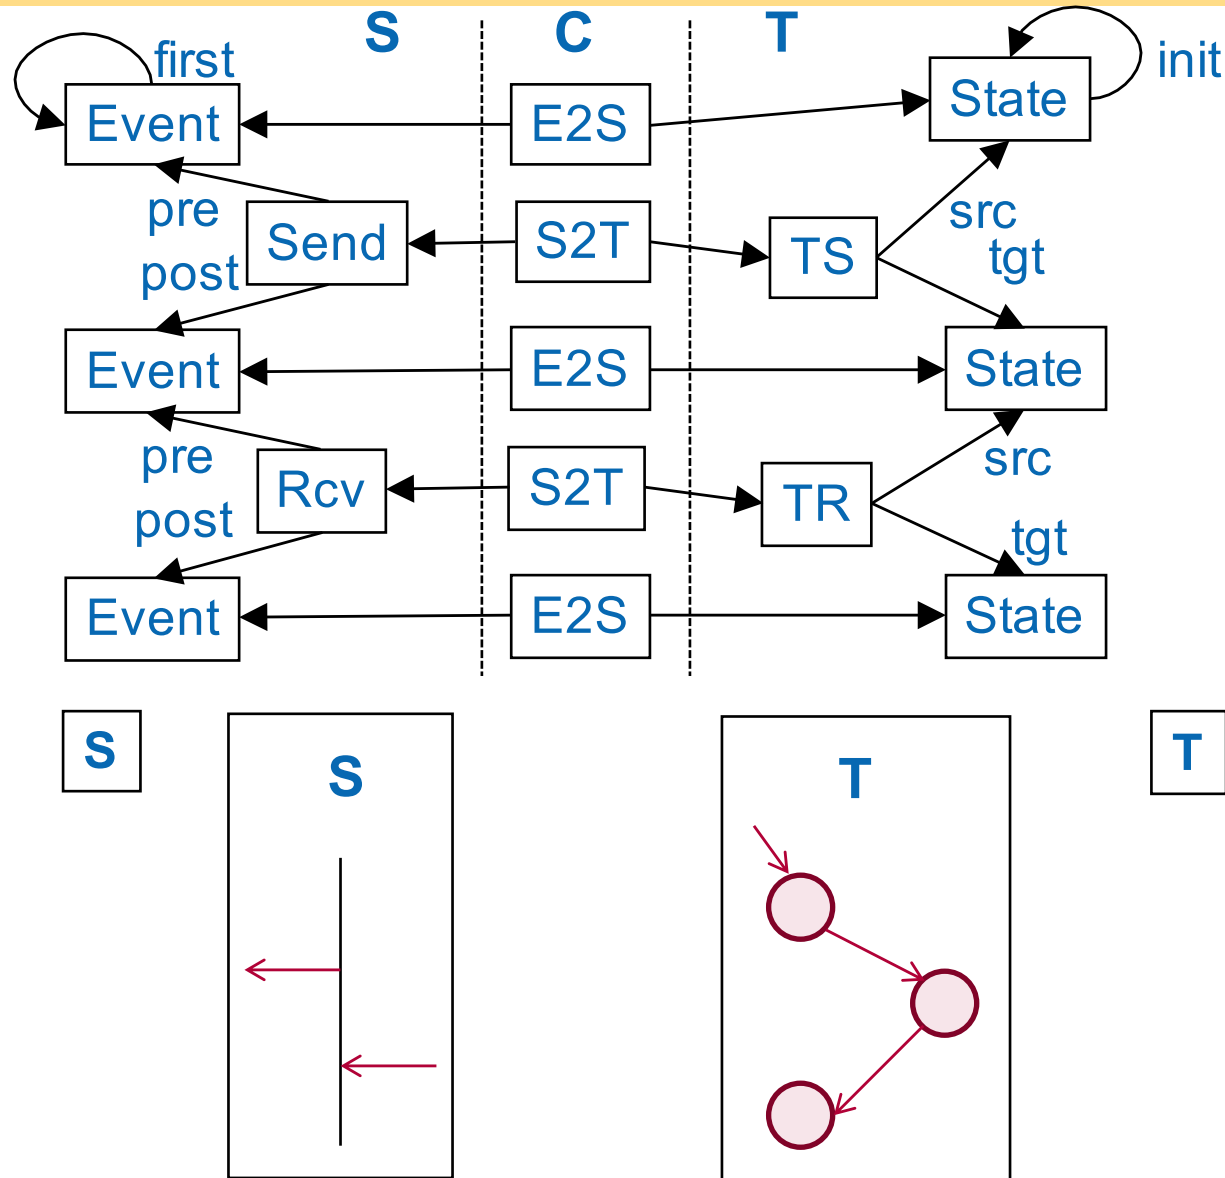 S C T
first
init
Event E2S State
pre
src
Send S2T TS
post
tgt
Event E2S State
pre
src
Rcv S2T TR
post
tgt
Event E2S State
S
S
T
T